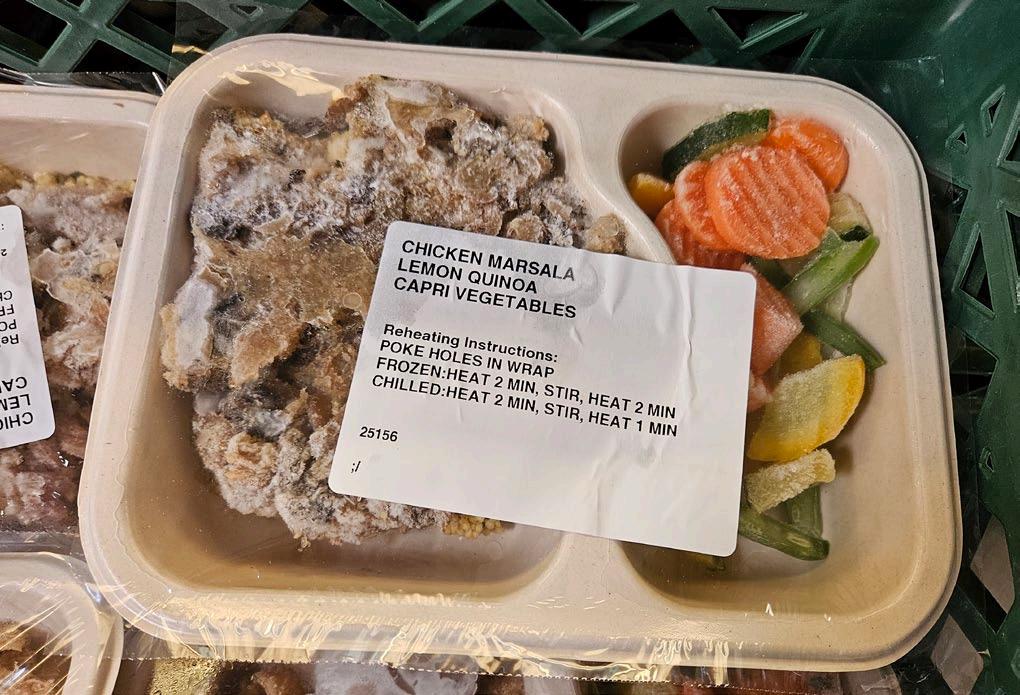 CHICKEN MARSALA
LEMON QUINOA
CAPRI VEGETABLES
Reheating Instructions:
POKE HOLES IN WRAP
FROZEN:HEAT 2 MIN, STIR, HEAT 2 MIN
CHILLED:HEAT 2 MIN, STIR, HEAT 1 MIN
25156
;/